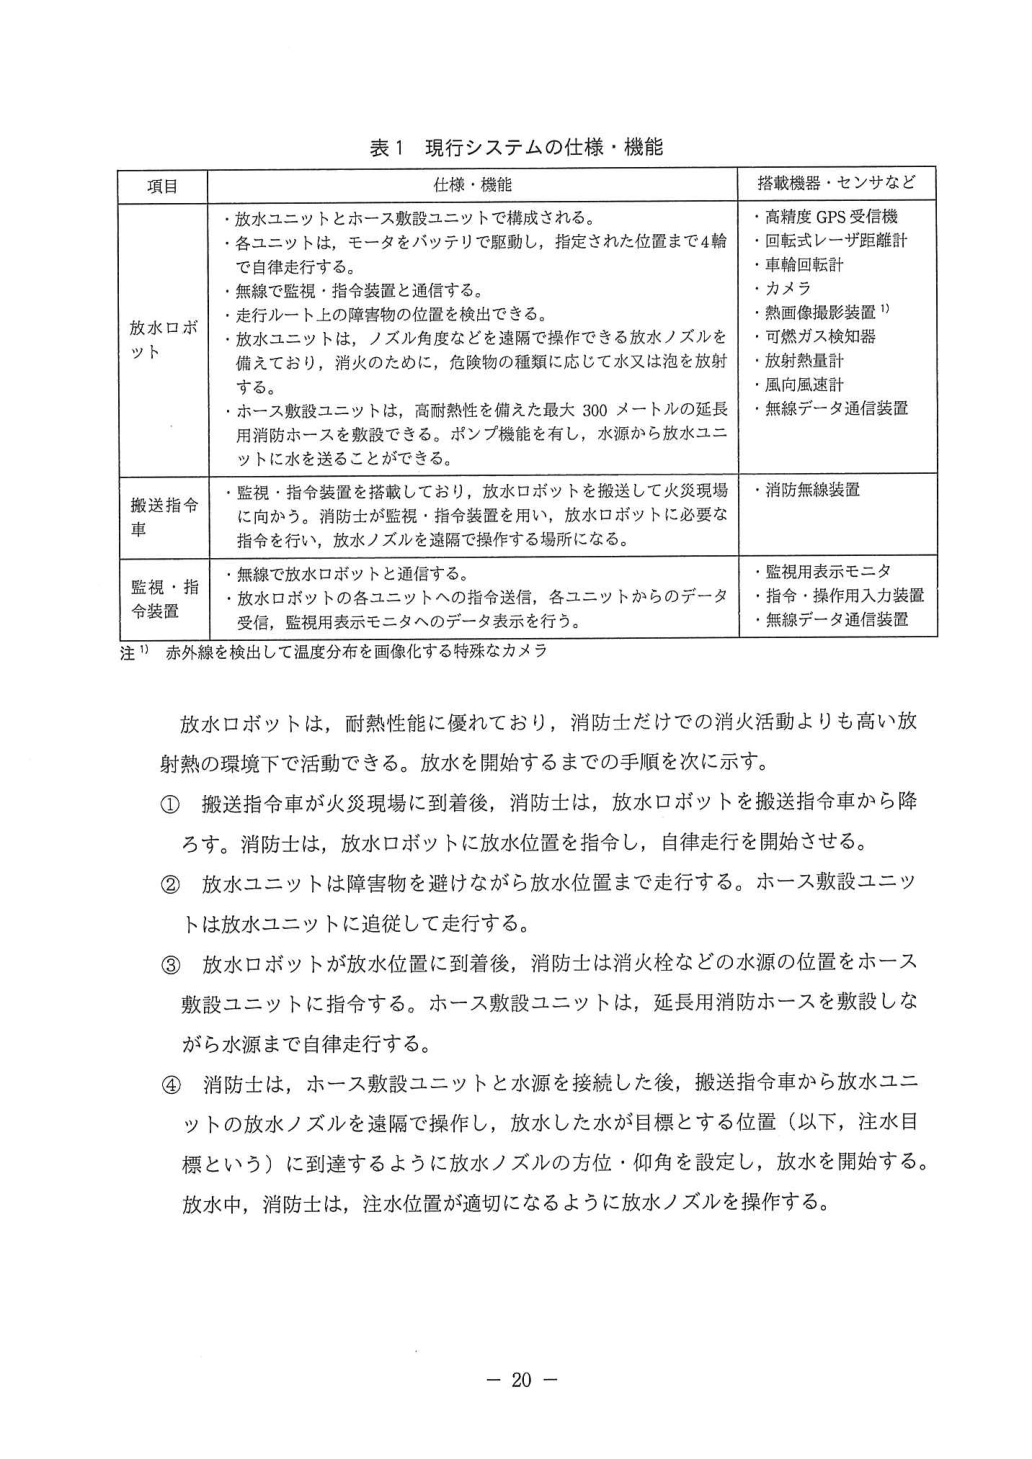 表1　現行システムの仕様・機能
項目　仕様・機能　搭載機器・センサなど
放水ロボ
ット
・放水ユニットとホース敷設ユニットで構成される。
・各ユニットは，モータをバッテリで駆動し，指定された位置まで4輪
で自律走行する。
・無線で監視・指令装置と通信する。
・走行ルート上の障害物の位置を検出できる。
・放水ユニットは，ノズル角度などを遠隔で操作できる放水ノズルを
備えており，消火のために，危険物の種類に応じて水又は泡を放射
する。
・ホース敷設ユニットは，高耐熱性を備えた最大 300 メートルの延長
用消防ホースを敷設できる。ポンプ機能を有し，水源から放水ユニ
ットに水を送ることができる。
・高精度 GPS 受信機
・回転式レーザ距離計
・車輪回転計
・カメラ
・熱画像撮影装置 1)
・可燃ガス検知器
・放射熱量計
・風向風速計
・無線データ通信装置
搬送指令
車
・監視・指令装置を搭載しており，放水ロボットを搬送して火災現場
に向かう。消防士が監視・指令装置を用い，放水ロボットに必要な
指令を行い，放水ノズルを遠隔で操作する場所になる。
・消防無線装置
監視・指
令装置
・無線で放水ロボットと通信する。
・放水ロボットの各ユニットへの指令送信，各ユニットからのデータ
受信，監視用表示モニタへのデータ表示を行う。
・監視用表示モニタ
・指令・操作用入力装置
・無線データ通信装置
注 1)　赤外線を検出して温度分布を画像化する特殊なカメラ
放水ロボットは，耐熱性能に優れており，消防士だけでの消火活動よりも高い放
射熱の環境下で活動できる。放水を開始するまでの手順を次に示す。
①　搬送指令車が火災現場に到着後，消防士は，放水ロボットを搬送指令車から降
ろす。消防士は，放水ロボットに放水位置を指令し，自律走行を開始させる。
②　放水ユニットは障害物を避けながら放水位置まで走行する。ホース敷設ユニッ
トは放水ユニットに追従して走行する。
③　放水ロボットが放水位置に到着後，消防士は消火栓などの水源の位置をホース
敷設ユニットに指令する。ホース敷設ユニットは，延長用消防ホースを敷設しな
がら水源まで自律走行する。
④　消防士は，ホース敷設ユニットと水源を接続した後，搬送指令車から放水ユニ
ットの放水ノズルを遠隔で操作し，放水した水が目標とする位置（以下，注水目
標という）に到達するように放水ノズルの方位・仰角を設定し，放水を開始する。
放水中，消防士は，注水位置が適切になるように放水ノズルを操作する。
― 20 ―